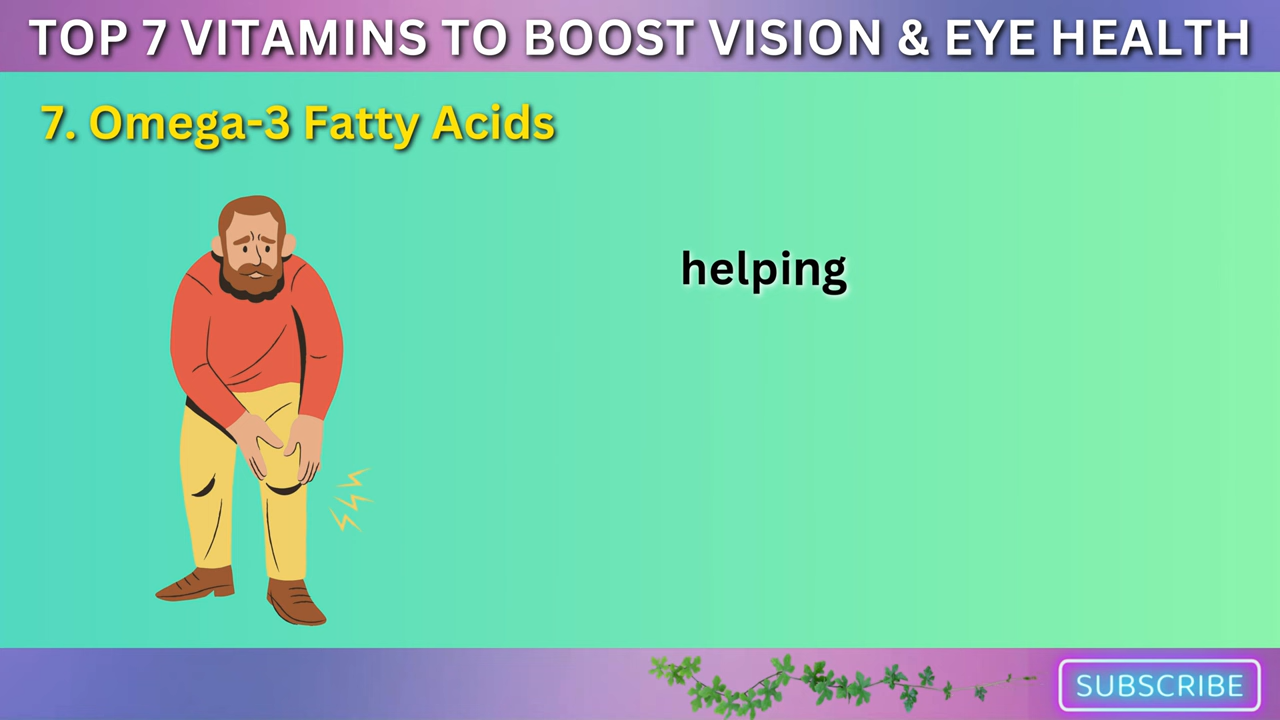 TOP 7 VITAMINS TO BOOST VISION & EYE HEALTH
7. Omega-3 Fatty Acids
helping
SUBSCRIBE